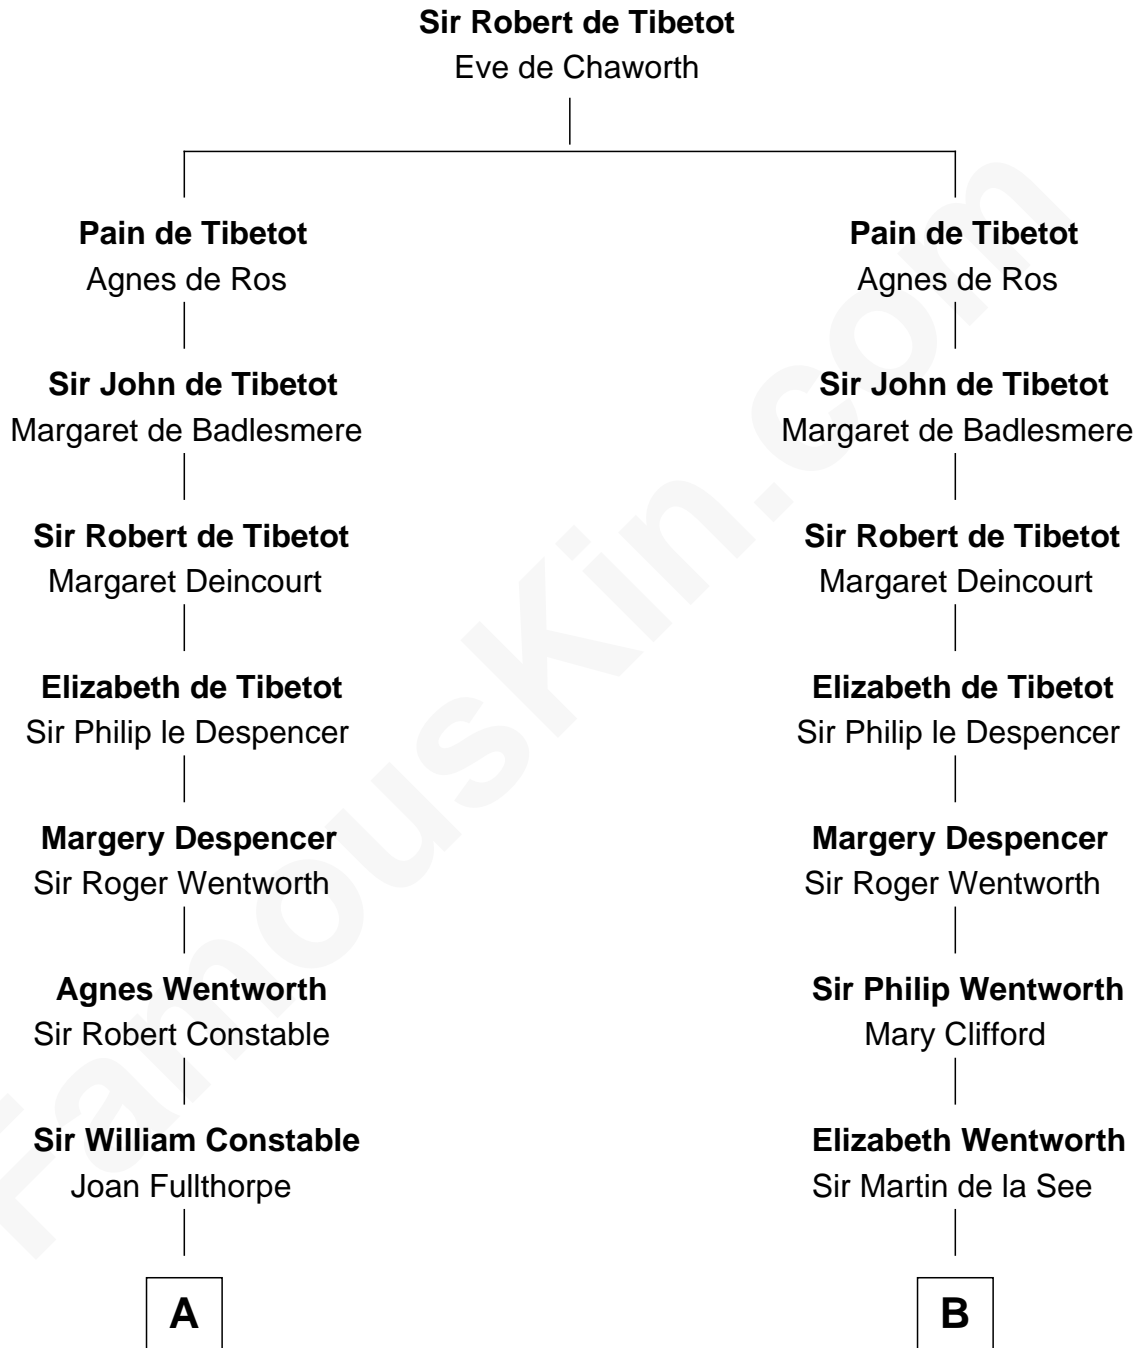 Sir Robert de Tibetot
Eve de Chaworth
Pain de Tibetot
Agnes de Ros
Pain de Tibetot
Agnes de Ros
Sir John de Tibetot
Margaret de Badlesmere
Sir John de Tibetot
Margaret de Badlesmere
Sir Robert de Tibetot
Margaret Deincourt
Sir Robert de Tibetot
Margaret Deincourt
Elizabeth de Tibetot
Sir Philip le Despencer
Elizabeth de Tibetot
Sir Philip le Despencer
Margery Despencer
Sir Roger Wentworth
Margery Despencer
Sir Roger Wentworth
Agnes Wentworth
Sir Robert Constable
Sir Philip Wentworth
Mary Clifford
Sir William Constable
Joan Fullthorpe
Elizabeth Wentworth
Sir Martin de la See
A
B
FamousKin.com